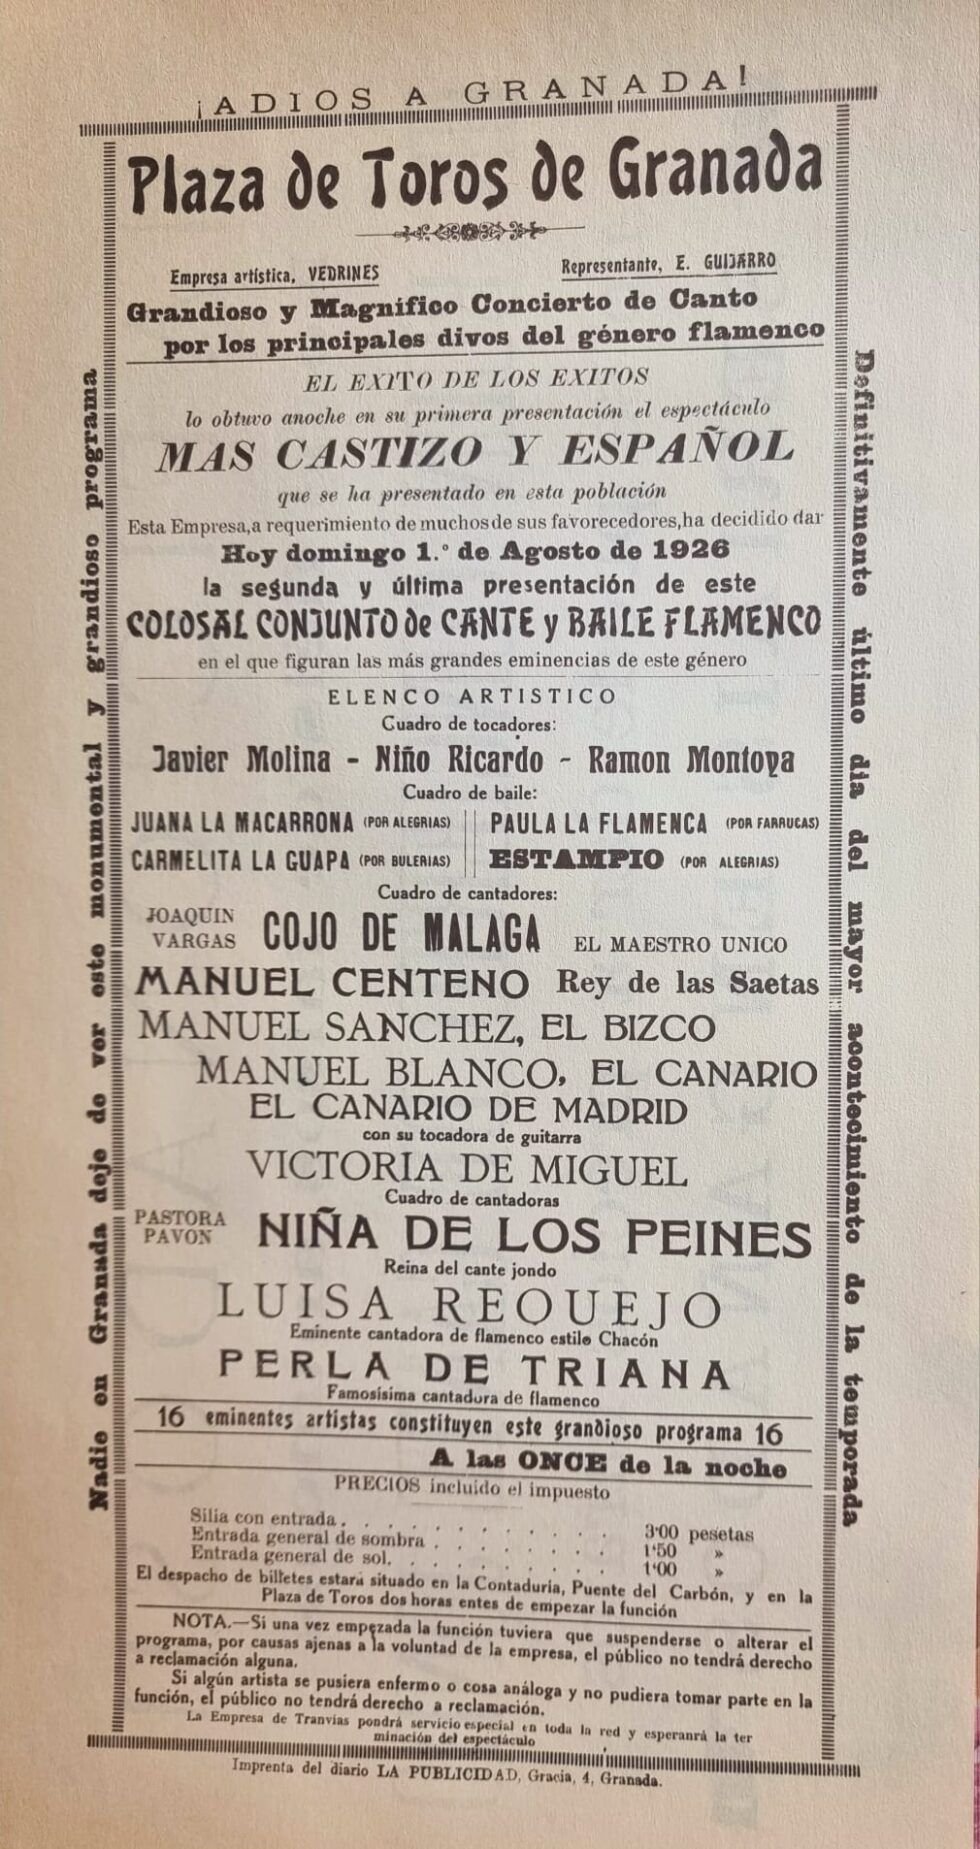 ¡ADIOS A GRANADA!
Plaza de Toros de Granada
Empresa artística, VEDRINES
Representante, E. GUIJARRO
Grandioso y Magnífico Concierto de Canto
por los principales divos del género flamenco
EL EXITO DE LOS EXITOS
lo obtuvo anoche en su primera presentación el espectáculo
MAS CASTIZO Y ESPAÑOL
que se ha presentado en esta población
Esta Empresa, a requerimiento de muchos de sus favorecedores, ha decidido dar
Hoy domingo 1.º de Agosto de 1926
la segunda y última presentación de este
COLOSAL CONJUNTO de CANTE y BAILE FLAMENCO
en el que figuran las más grandes eminencias de este género
ELENCO ARTISTICO
Cuadro de tocadores:
Javier Molina - Niño Ricardo - Ramon Montoya
Cuadro de baile:
JUANA LA MACARRONA (POR ALEGRIAS)
PAULA LA FLAMENCA (POR FARRUCAS)
CARMELITA LA GUAPA (POR BULERIAS)
ESTAMPIO (POR ALEGRIAS)
Cuadro de cantadores:
JOAQUIN
VARGAS
COJO DE MALAGA EL MAESTRO UNICO
MANUEL CENTENO Rey de las Saetas
MANUEL SANCHEZ, EL BIZCO
MANUEL BLANCO, EL CANARIO
EL CANARIO DE MADRID
con su tocadora de guitarra
VICTORIA DE MIGUEL
Cuadro de cantadoras
PASTORA
PAVON
NIÑA DE LOS PEINES
Reina del cante jondo
LUISA REQUEJO
Eminente cantadora de flamenco estilo Chacón
PERLA DE TRIANA
Famosísima cantadora de flamenco
16 eminentes artistas constituyen este grandioso programa 16
A las ONCE de la noche
PRECIOS incluído el impuesto
Silia con entrada. . . . . . . . . . . 3'00 pesetas
Entrada general de sombra . . . . . . . 1'50 »
Entrada general de sol. . . . . . . . . 1'00 »
El despacho de billetes estará situado en la Contaduría, Puente del Carbón, y en la
Plaza de Toros dos horas entes de empezar la función
NOTA.—Si una vez empezada la función tuviera que suspenderse o alterar el
programa, por causas ajenas a la voluntad de la empresa, el público no tendrá derecho
a reclamación alguna.
Si algún artista se pusiera enfermo o cosa análoga y no pudiera tomar parte en la
función, el público no tendrá derecho a reclamación.
La Empresa de Tranvías pondrá servicio especial en toda la red y esperanrá la ter
minación del espectáculo
Imprenta del diario LA PUBLICIDAD, Gracia, 4, Granada.
Nadie en Granada deje de ver este monumental y grandioso programa
Definitivamente último día del mayor acontecimiento de la temporada